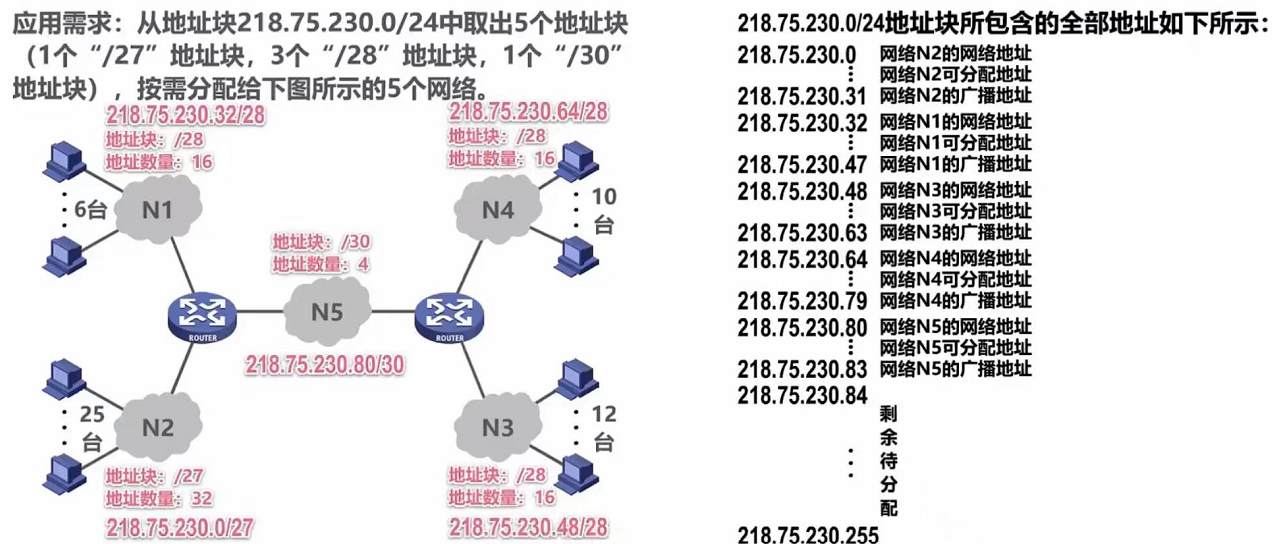 应用需求：从地址块218.75.230.0/24中取出5个地址块
（1个“/27”地址块，3个“/28”地址块，1个“/30”
地址块），按需分配给下图所示的5个网络。
218.75.230.32/28
地址块：/28
地址数量：16
N1
6台
218.75.230.64/28
地址块：/28
地址数量：16
N4
10
台
地址块：/30
地址数量：4
N5
ROUTER
ROUTER
218.75.230.80/30
25
台
N2
地址块：/27
地址数量：32
218.75.230.0/27
N3
12
台
地址块：/28
地址数量：16
218.75.230.48/28
218.75.230.0/24地址块所包含的全部地址如下所示：
218.75.230.0 网络N2的网络地址
网络N2可分配地址
218.75.230.31 网络N2的广播地址
218.75.230.32 网络N1的网络地址
网络N1可分配地址
218.75.230.47 网络N1的广播地址
218.75.230.48 网络N3的网络地址
网络N3可分配地址
218.75.230.63 网络N3的广播地址
218.75.230.64 网络N4的网络地址
网络N4可分配地址
218.75.230.79 网络N4的广播地址
218.75.230.80 网络N5的网络地址
网络N5可分配地址
218.75.230.83 网络N5的广播地址
218.75.230.84
剩
余
待
分
配
218.75.230.255